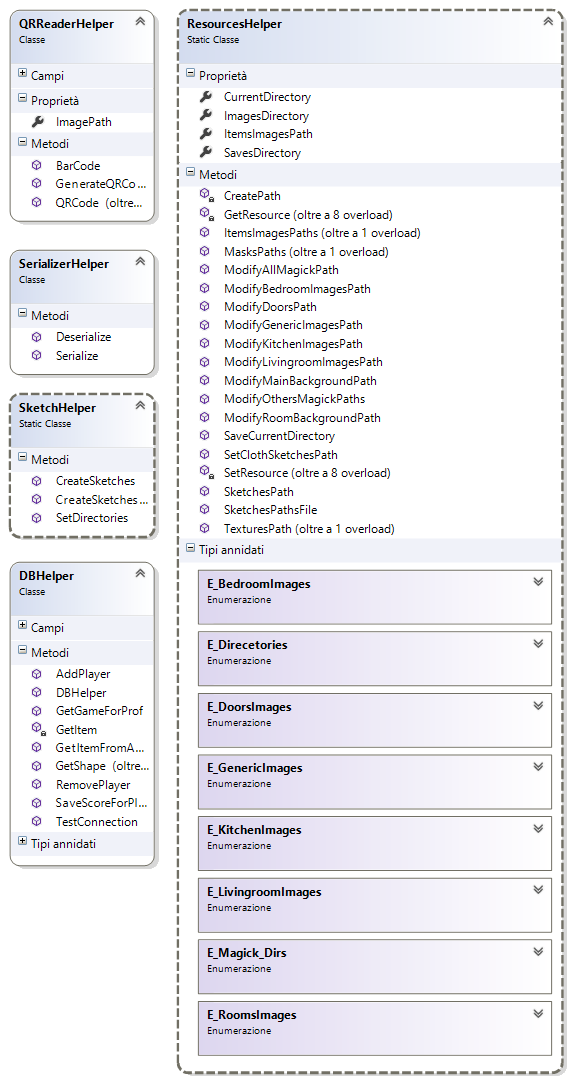 QRReaderHelper
Classe
Campi
Proprietà
ImagePath
Metodi
BarCode
GenerateQRCo...
QRCode (oltre...
SerializerHelper
Classe
Metodi
Deserialize
Serialize
SketchHelper
Static Classe
Metodi
CreateSketches
CreateSketches...
SetDirectories
DBHelper
Classe
Campi
Metodi
AddPlayer
DBHelper
GetGameForProf
GetItem
GetItemFromA...
GetShape (oltre...
RemovePlayer
SaveScoreForPl...
TestConnection
Tipi annidati
ResourcesHelper
Static Classe
Proprietà
CurrentDirectory
ImagesDirectory
ItemsImagesPath
SavesDirectory
Metodi
CreatePath
GetResource (oltre a 8 overload)
ItemsImagesPaths (oltre a 1 overload)
MasksPaths (oltre a 1 overload)
ModifyAllMagickPath
ModifyBedroomImagesPath
ModifyDoorsPath
ModifyGenericImagesPath
ModifyKitchenImagesPath
ModifyLivingroomImagesPath
ModifyMainBackgroundPath
ModifyOthersMagickPaths
ModifyRoomBackgroundPath
SaveCurrentDirectory
SetClothSketchesPath
SetResource (oltre a 8 overload)
SketchesPath
SketchesPathsFile
TexturesPath (oltre a 1 overload)
Tipi annidati
E_BedroomImages
Enumerazione
E_Direcetories
Enumerazione
E_DoorsImages
Enumerazione
E_GenericImages
Enumerazione
E_KitchenImages
Enumerazione
E_LivingroomImages
Enumerazione
E_Magick_Dirs
Enumerazione
E_RoomsImages
Enumerazione